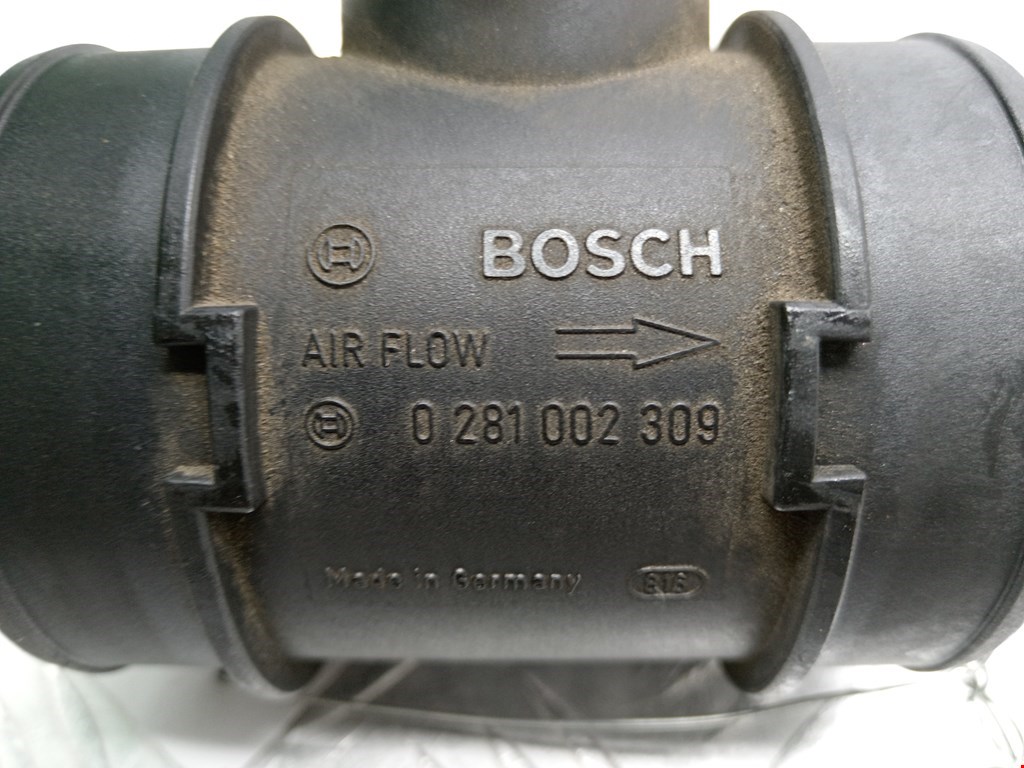 BOSCH
AIR FLOW
0 281 002 309
Made in Germany